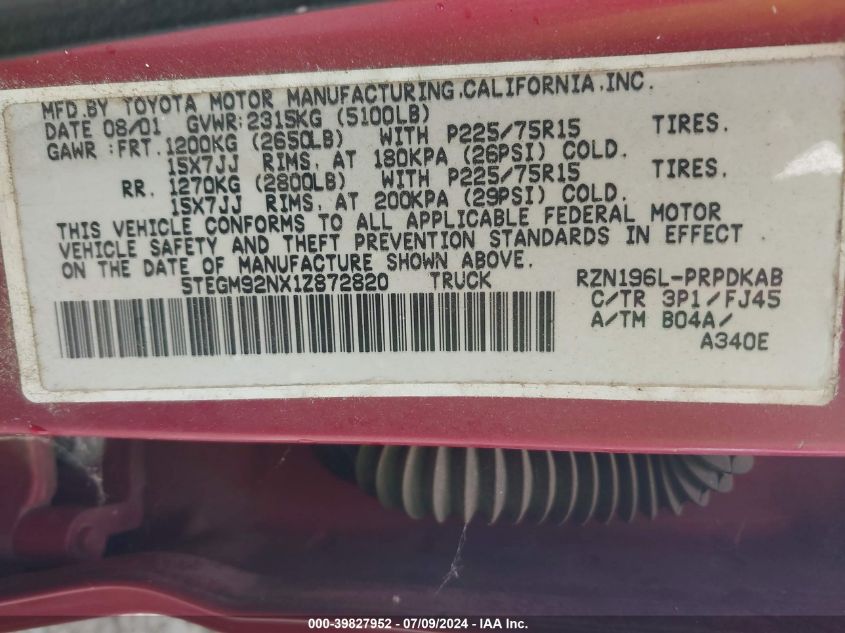 MFD.BY TOYOTA MOTOR MANUFACTURING.CALIFORNIA.INC.
DATE 08/01 GVWR:2315KG (5100LB)
GAWR :FRT.1200KG (2650LB) WITH P225/75R15 TIRES.
15X7JJ RIMS, AT 180KPA (26PSI) COLD.
RR. 1270KG (2800LB) WITH P225/75R15 TIRES.
15X7JJ RIMS, AT 200KPA (29PSI) COLD.
THIS VEHICLE CONFORMS TO ALL APPLICABLE FEDERAL MOTOR
VEHICLE SAFETY AND THEFT PREVENTION STANDARDS IN EFFECT
ON THE DATE OF MANUFACTURE SHOWN ABOVE.
5TEGM92NX1Z872820 TRUCK RZN196L-PRPDKAB
C/TR 3P1/FJ45
A/TM B04A/
A340E
000-39827952 / 07/09/2024 - IAA Inc.